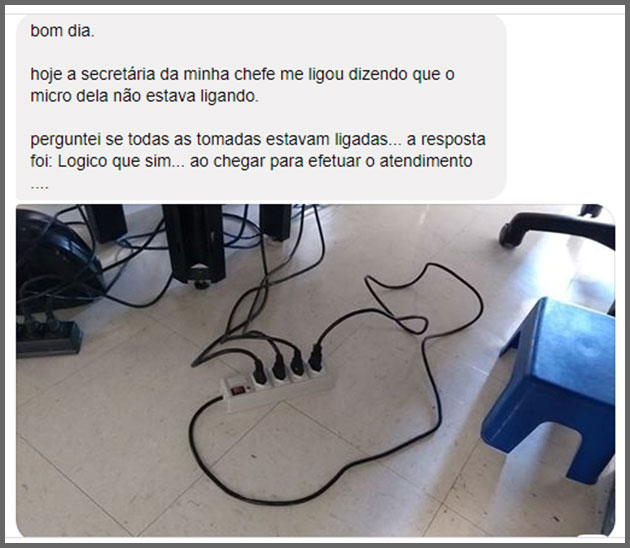 bom dia.
hoje a secretária da minha chefe me ligou dizendo que o
micro dela não estava ligando.
perguntei se todas as tomadas estavam ligadas... a resposta
foi: Logico que sim... ao chegar para efetuar o atendimento
....